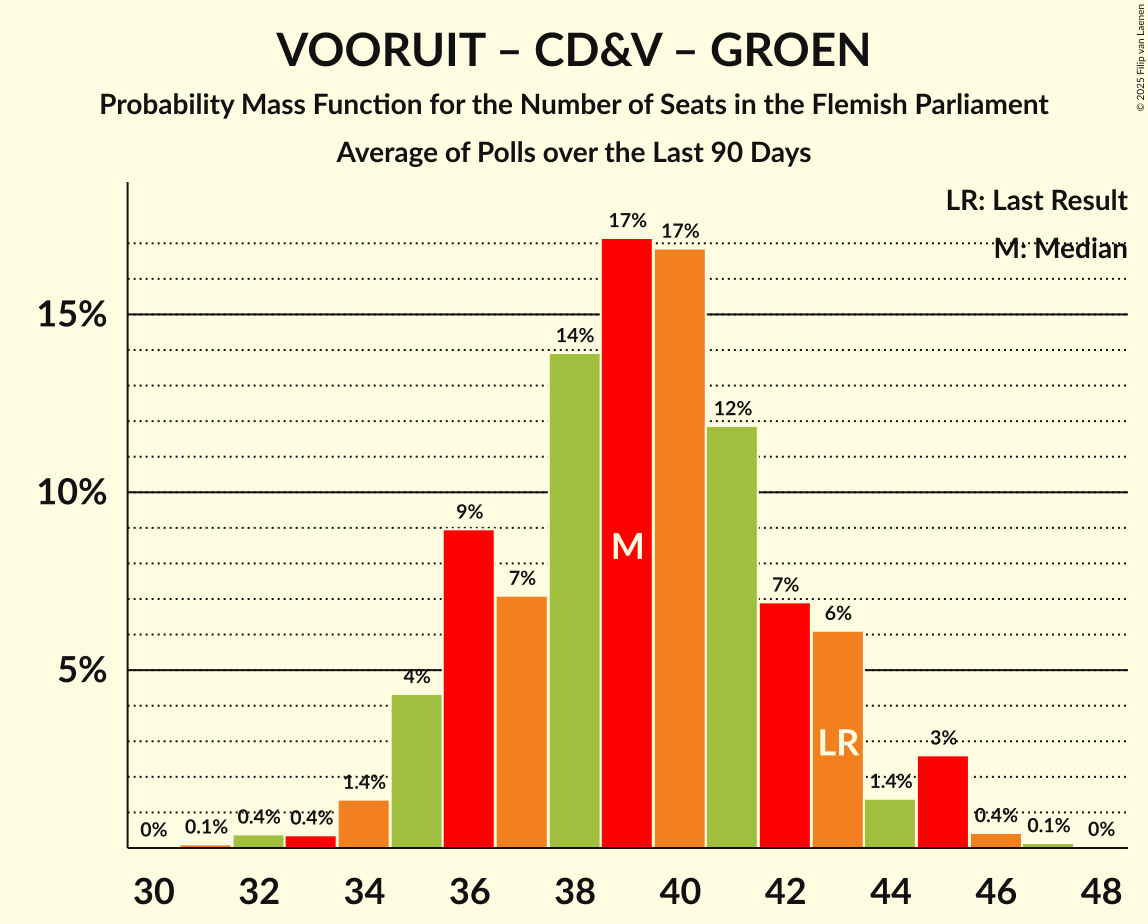 VOORUIT – CD&V – GROEN
Probability Mass Function for the Number of Seats in the Flemish Parliament
Average of Polls over the Last 90 Days
© 2025 Filip van Laenen
LR: Last Result
M: Median
15%
10%
5%
0%
0.1%
0.4%
0.4%
1.4%
4%
9%
7%
14%
17%
17%
12%
7%
6%
1.4%
3%
0.4%
0.1%
0%
M
LR
30 32 34 36 38 40 42 44 46 48